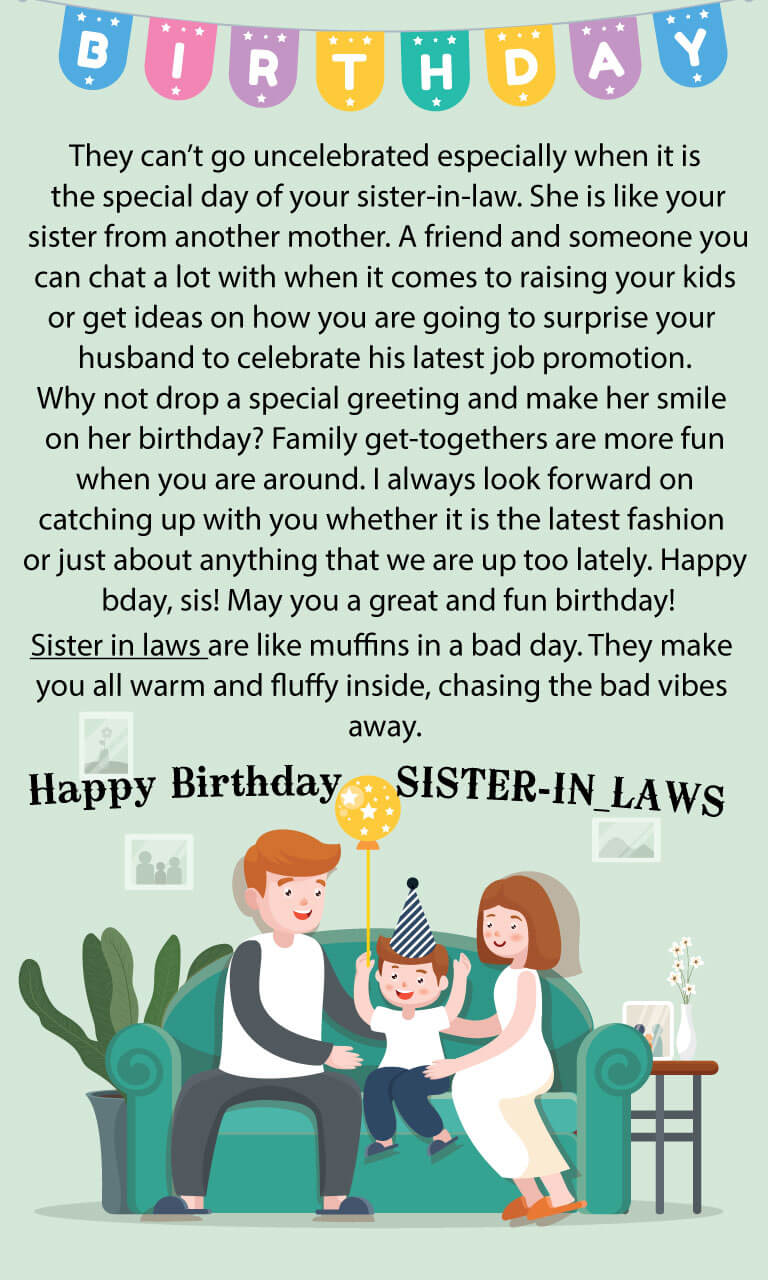 BIRTHDAY
They can’t go uncelebrated especially when it is
the special day of your sister-in-law. She is like your
sister from another mother. A friend and someone you
can chat a lot with when it comes to raising your kids
or get ideas on how you are going to surprise your
husband to celebrate his latest job promotion.
Why not drop a special greeting and make her smile
on her birthday? Family get-togethers are more fun
when you are around. I always look forward on
catching up with you whether it is the latest fashion
or just about anything that we are up too lately. Happy
bday, sis! May you a great and fun birthday!
Sister in laws are like muffins in a bad day. They make
you all warm and fluffy inside, chasing the bad vibes
away.
Happy Birthday SISTER-IN_LAWS